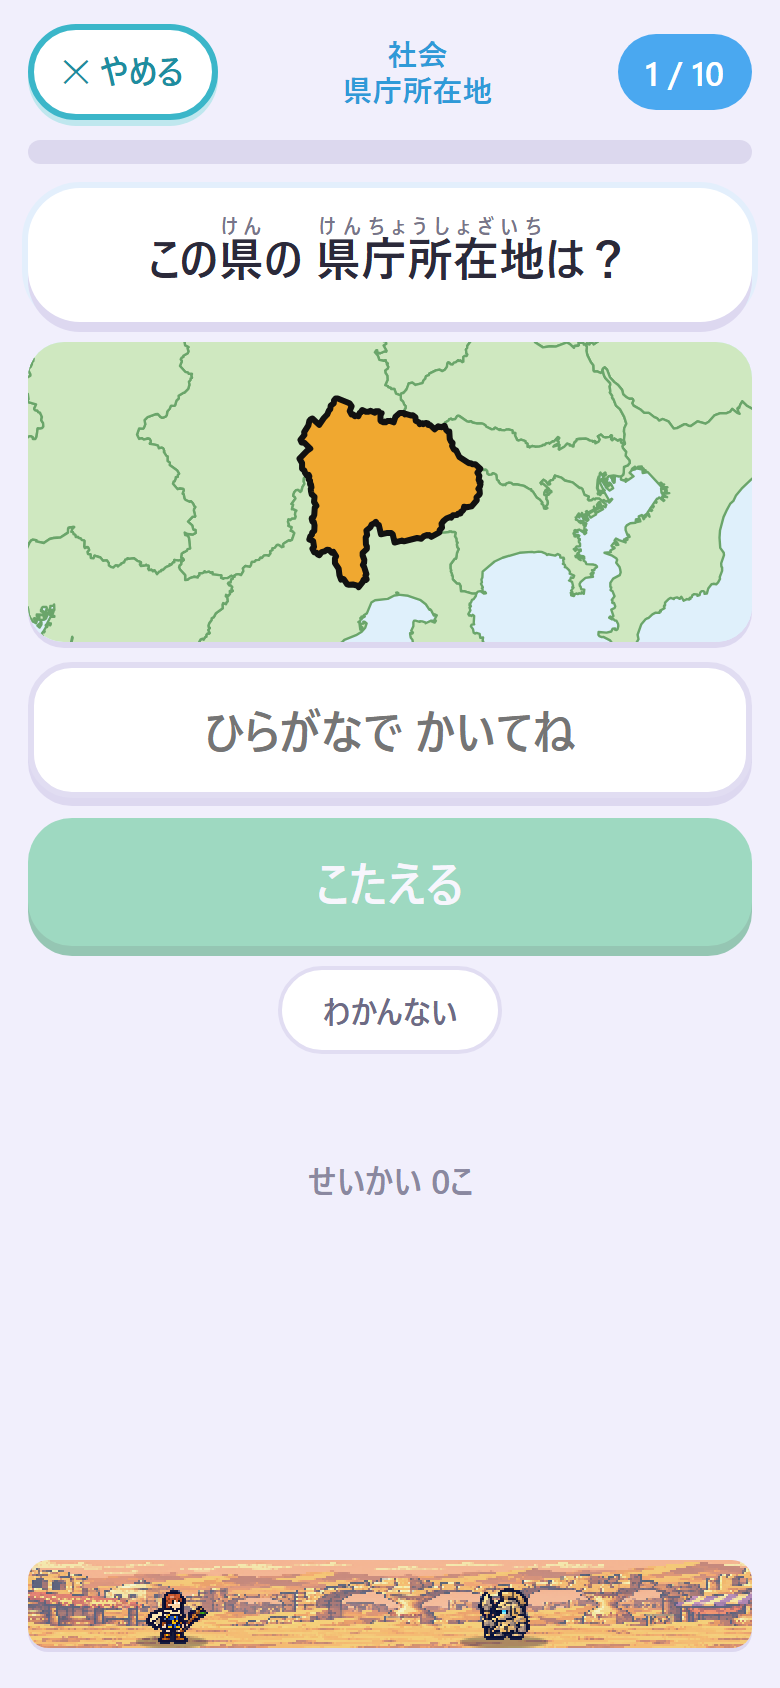 × やめる
社会
県庁所在地
1 / 10
けん けんちょうしょざいち
この県の 県庁所在地は？
ひらがなで かいてね
こたえる
わかんない
せいかい 0こ